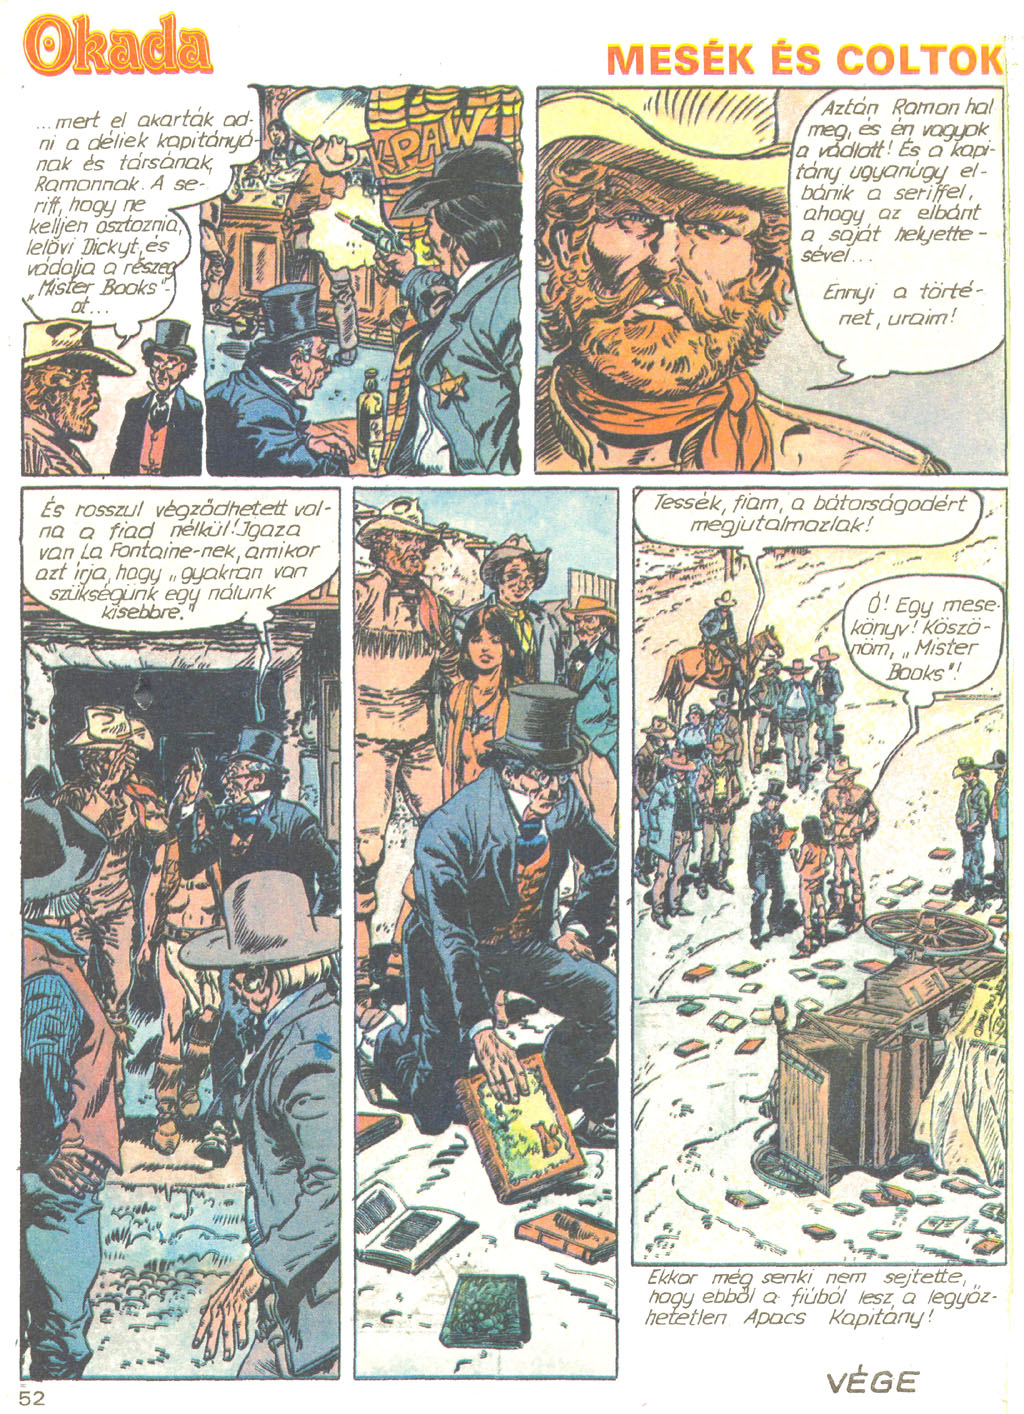 Okada
MESÉK ÉS COLTOK
...mert el akarták ad-
ni a déliek kapitányá-
nak és társának,
Ramonnak. A se-
riff, hogy ne
kelljen osztoznia,
lelövi Dickyt, és
vádolja a részeg
„Mister Books"-
ot...
KPAW
Aztán Ramon hal
meg, és én vagyok
a vádlott! És a kapi-
tány ugyanúgy el-
bánik a seriffel,
ahogy az elbánt
a saját helyette-
sével...
Ennyi a törté-
net, uraim!
És rosszul végződhetett vol-
na a fiad nélkül! Igaza
van La Fontaine-nek, amikor
azt írja, hogy „gyakran van
szükségünk egy nálunk
kisebbre."
Tessék, fiam, a bátorságodért
megjutalmazlak!
Ó! Egy mese-
könyv! Köszö-
nöm, „Mister
Books"!
Ekkor még senki nem sejtette,
hogy ebből a fiúból lesz a legyőz-
hetetlen Apacs Kapitány!
VÉGE
52